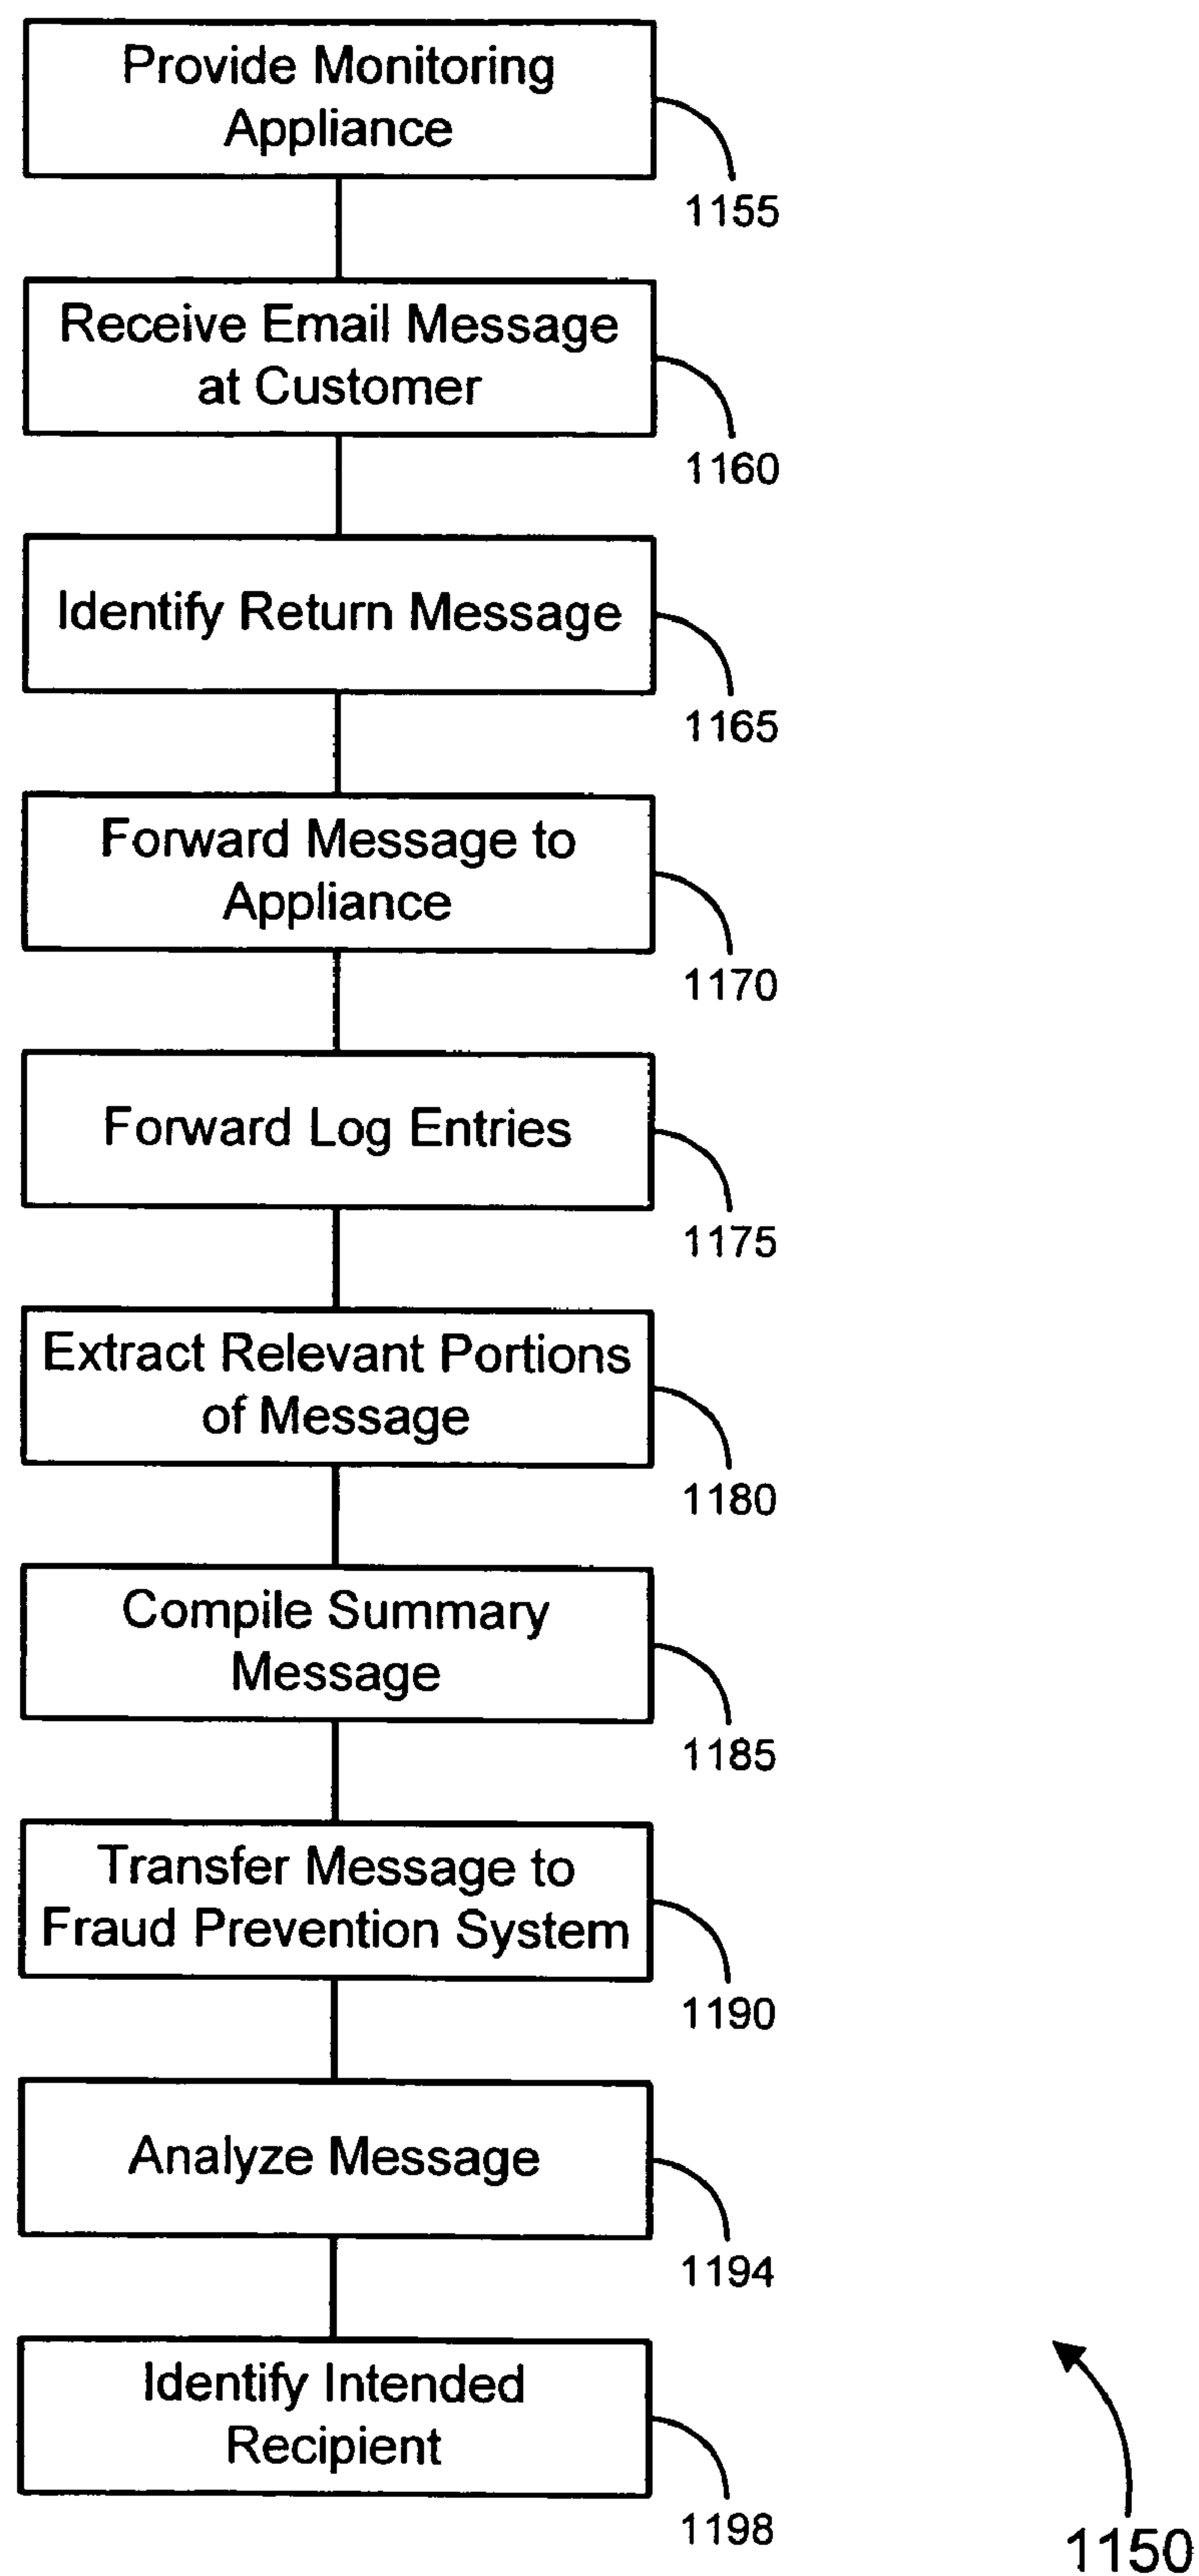 Provide Monitoring
Appliance
1155
Receive Email Message
at Customer
1160
Identify Return Message
1165
Forward Message to
Appliance
1170
Forward Log Entries
1175
Extract Relevant Portions
of Message
1180
Compile Summary
Message
1185
Transfer Message to
Fraud Prevention System
1190
Analyze Message
1194
Identify Intended
Recipient
1198
1150